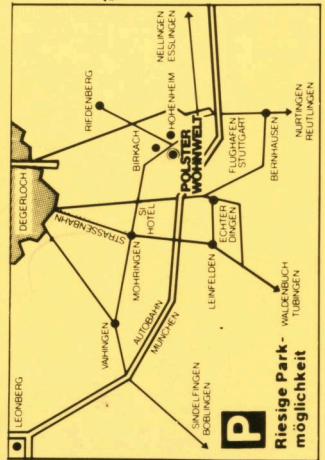 LEONBERG
DEGERLOCH
RIEDENBERG
NELLINGEN
ESSLINGEN
STRASSENBAHN
BIRKACH
HOHENHEIM
VAIHINGEN
MÖHRINGEN
SI
HOTEL
POLSTER
WOHNWELT
AUTOBAHN
MÜNCHEN
ECHTER
DINGEN
FLUGHAFEN
STUTTGART
SINDELFINGEN
BÖBLINGEN
LEINFELDEN
BERNHAUSEN
WALDENBUCH
TÜBINGEN
NÜRTINGEN
REUTLINGEN
P
Riesige Park-
möglichkeit